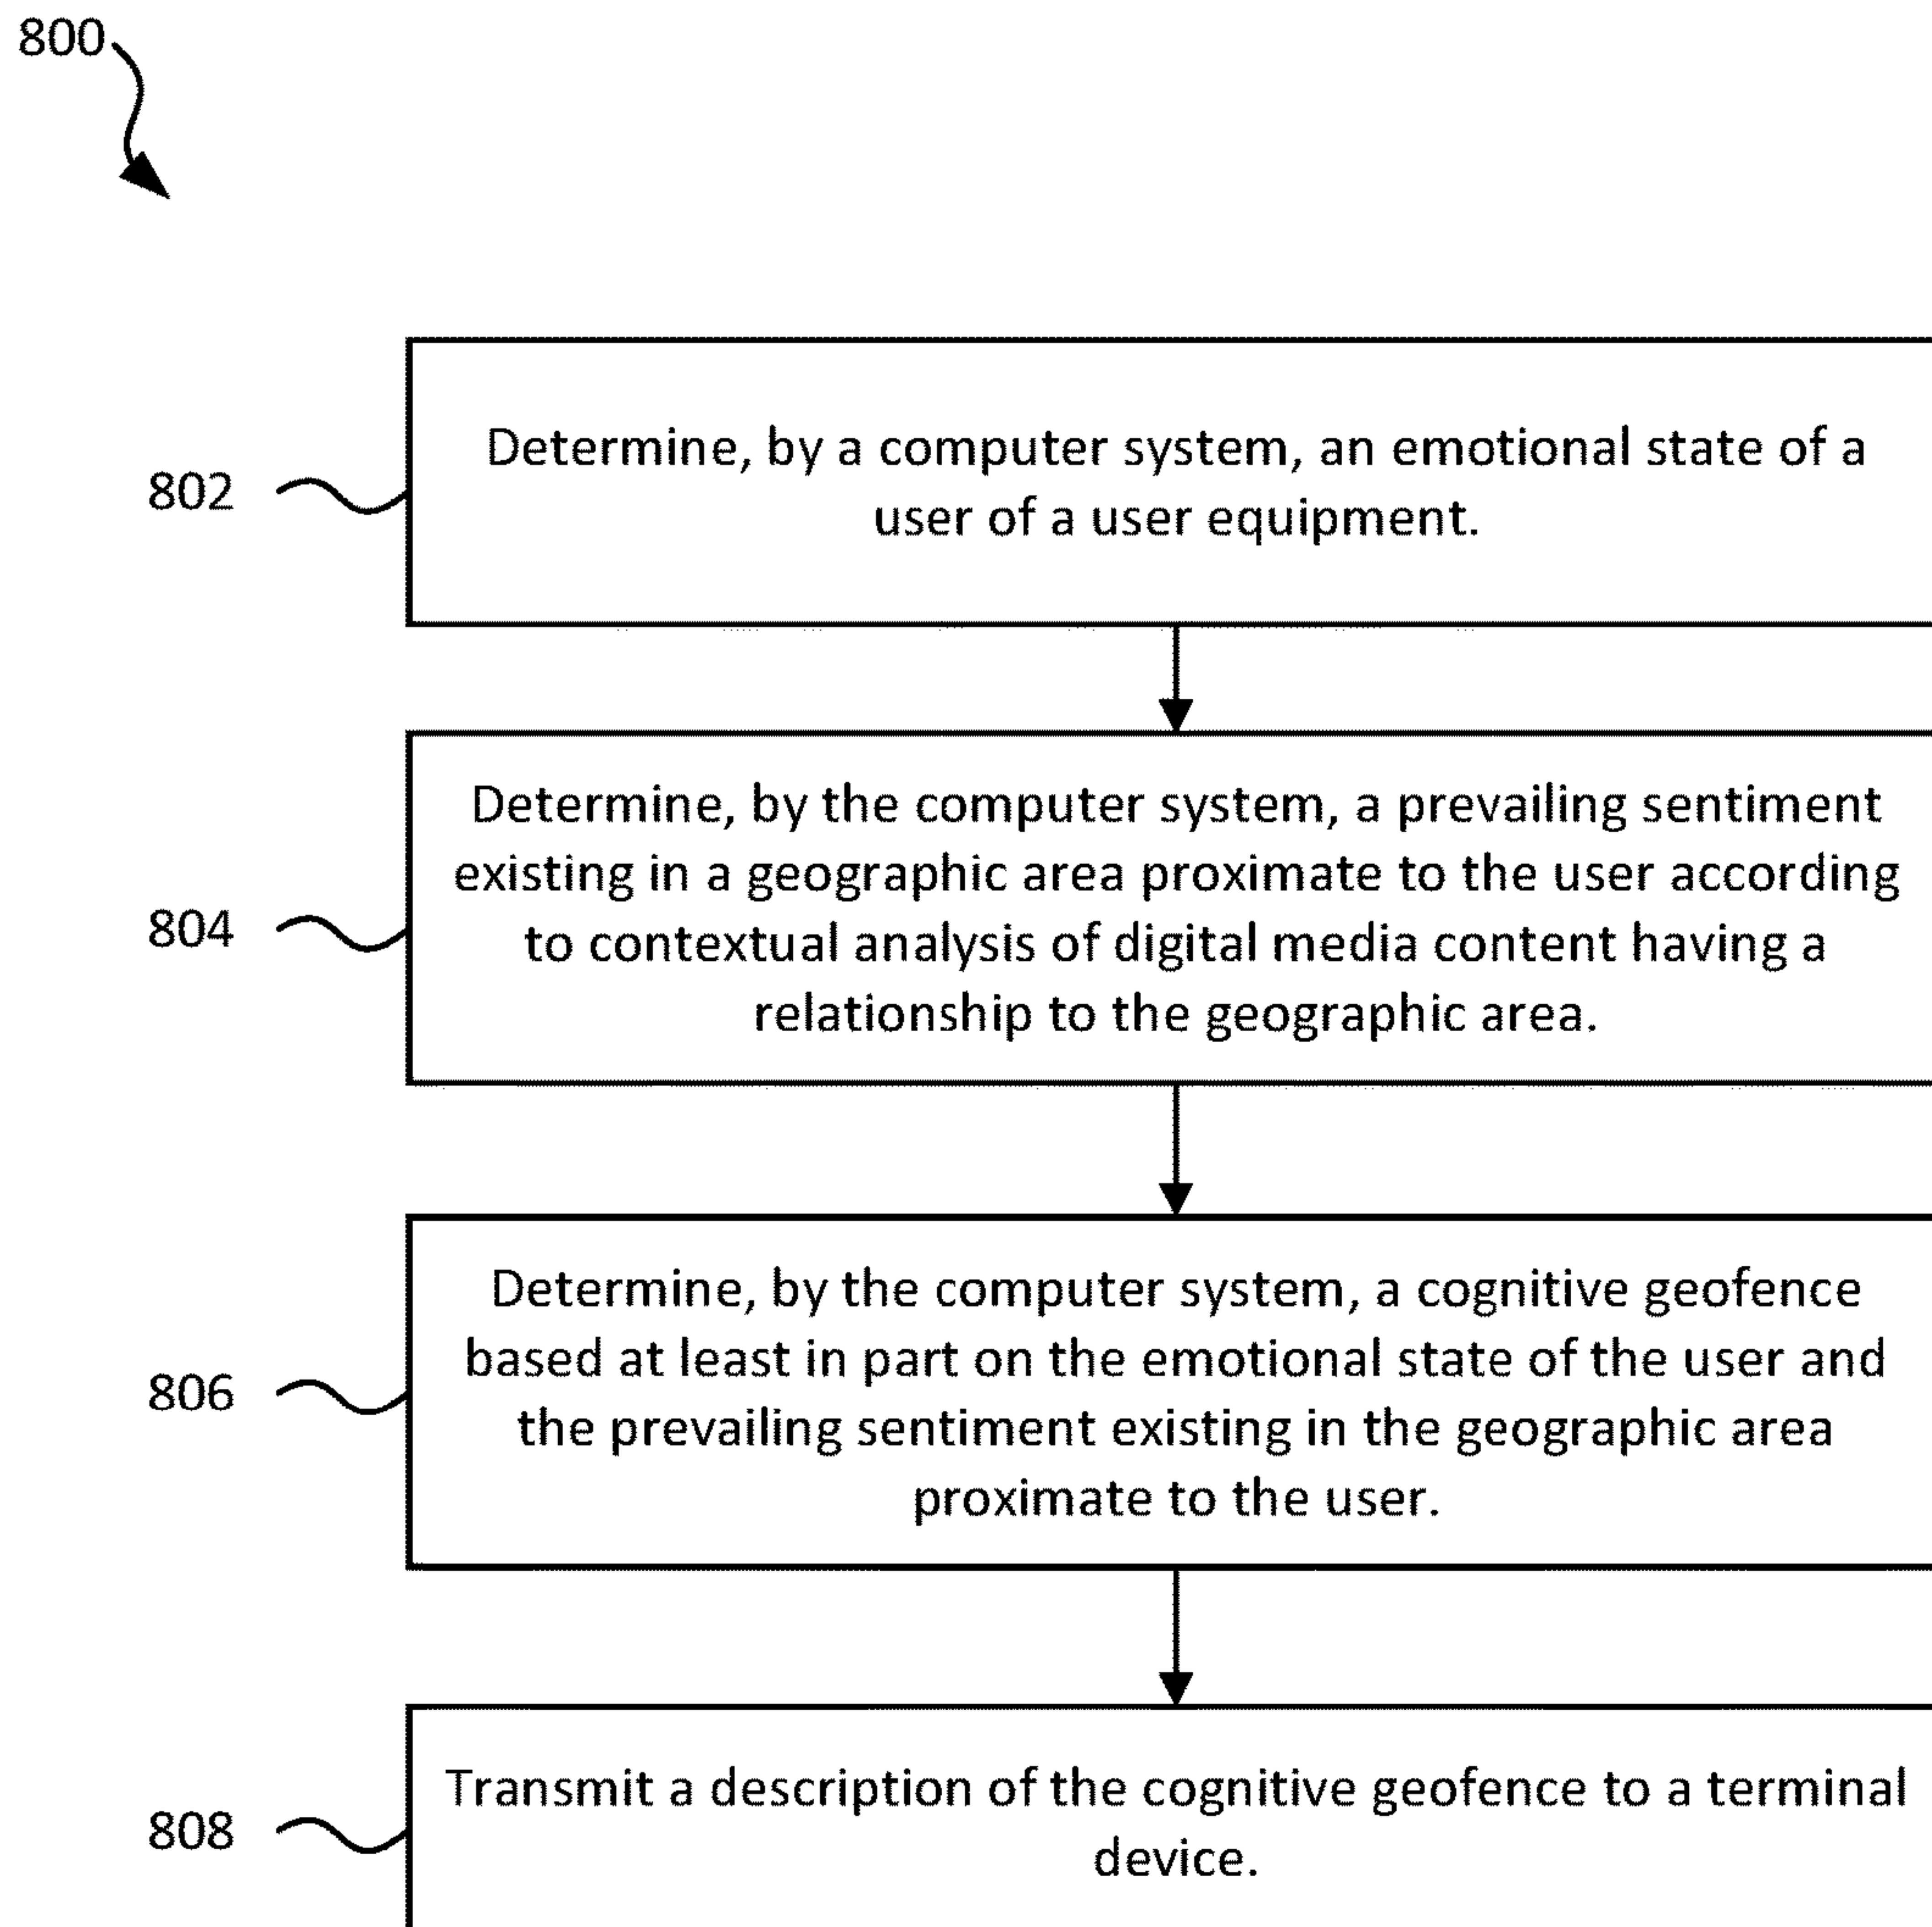 800
802
Determine, by a computer system, an emotional state of a
user of a user equipment.
804
Determine, by the computer system, a prevailing sentiment
existing in a geographic area proximate to the user according
to contextual analysis of digital media content having a
relationship to the geographic area.
806
Determine, by the computer system, a cognitive geofence
based at least in part on the emotional state of the user and
the prevailing sentiment existing in the geographic area
proximate to the user.
808
Transmit a description of the cognitive geofence to a terminal
device.